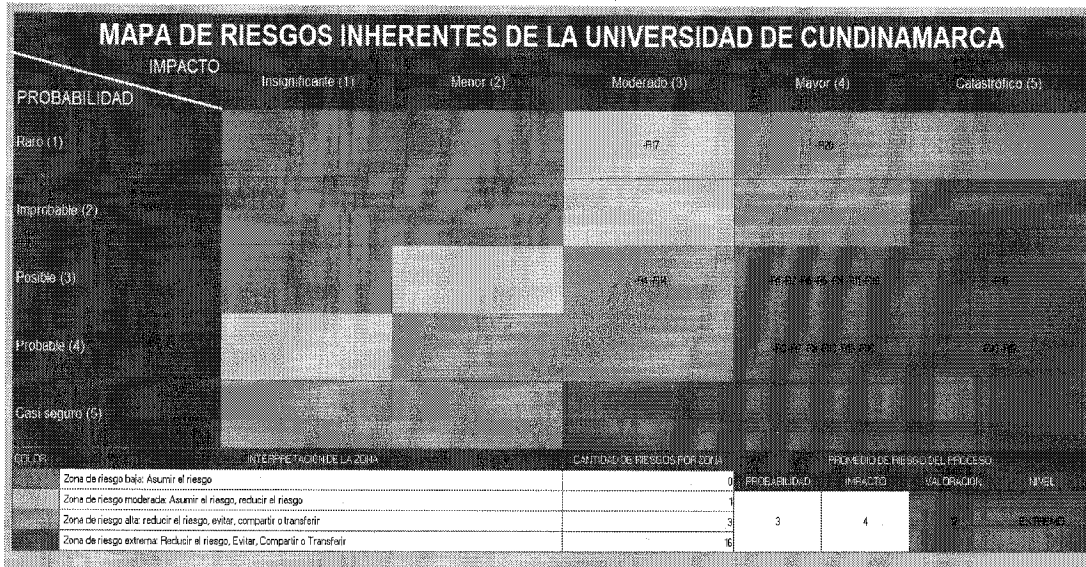 MAPA DE RIESGOS INHERENTES DE LA UNIVERSIDAD DE CUNDINAMARCA
IMPACTO
PROBABILIDAD
Insignificante (1) Menor (2) Moderado (3) Mayor (4) Catastrófico (5)
Raro (1) -R17 -R20
Improbable (2)
Posible (3)
Probable (4)
Casi seguro (5)
COLOR INTERPRETACIÓN DE LA ZONA CANTIDAD DE RIESGOS POR ZONA PROMEDIO DE RIESGO DEL PROCESO
Zona de riesgo baja: Asumir el riesgo 0 PROBABILIDAD IMPACTO VALORACIÓN NIVEL
Zona de riesgo moderada: Asumir el riesgo, reducir el riesgo 1
Zona de riesgo alta: reducir el riesgo, evitar, compartir o transferir 3 3 4 EXTREMO
Zona de riesgo extrema: Reducir el riesgo, Evitar, Compartir o Transferir 16